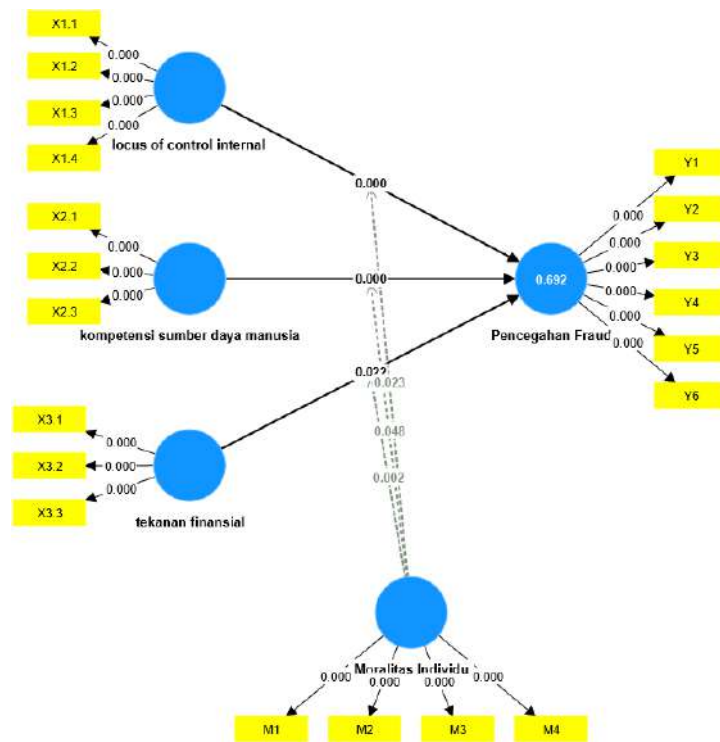 X1.1
0.000
X1.2
0.000
X1.3
0.000
X1.4
0.000
locus of control internal
0.000
X2.1
0.000
X2.2
0.000
X2.3
0.000
kompetensi sumber daya manusia
0.000
0.692
Pencegahan Fraud
Y1
0.000
Y2
0.000
Y3
0.000
Y4
0.000
Y5
0.000
Y6
0.000
0.022
0.023
0.048
0.002
X3.1
0.000
X3.2
0.000
X3.3
0.000
tekanan finansial
Moralitas Individu
0.000
0.000
0.000
0.000
M1
M2
M3
M4